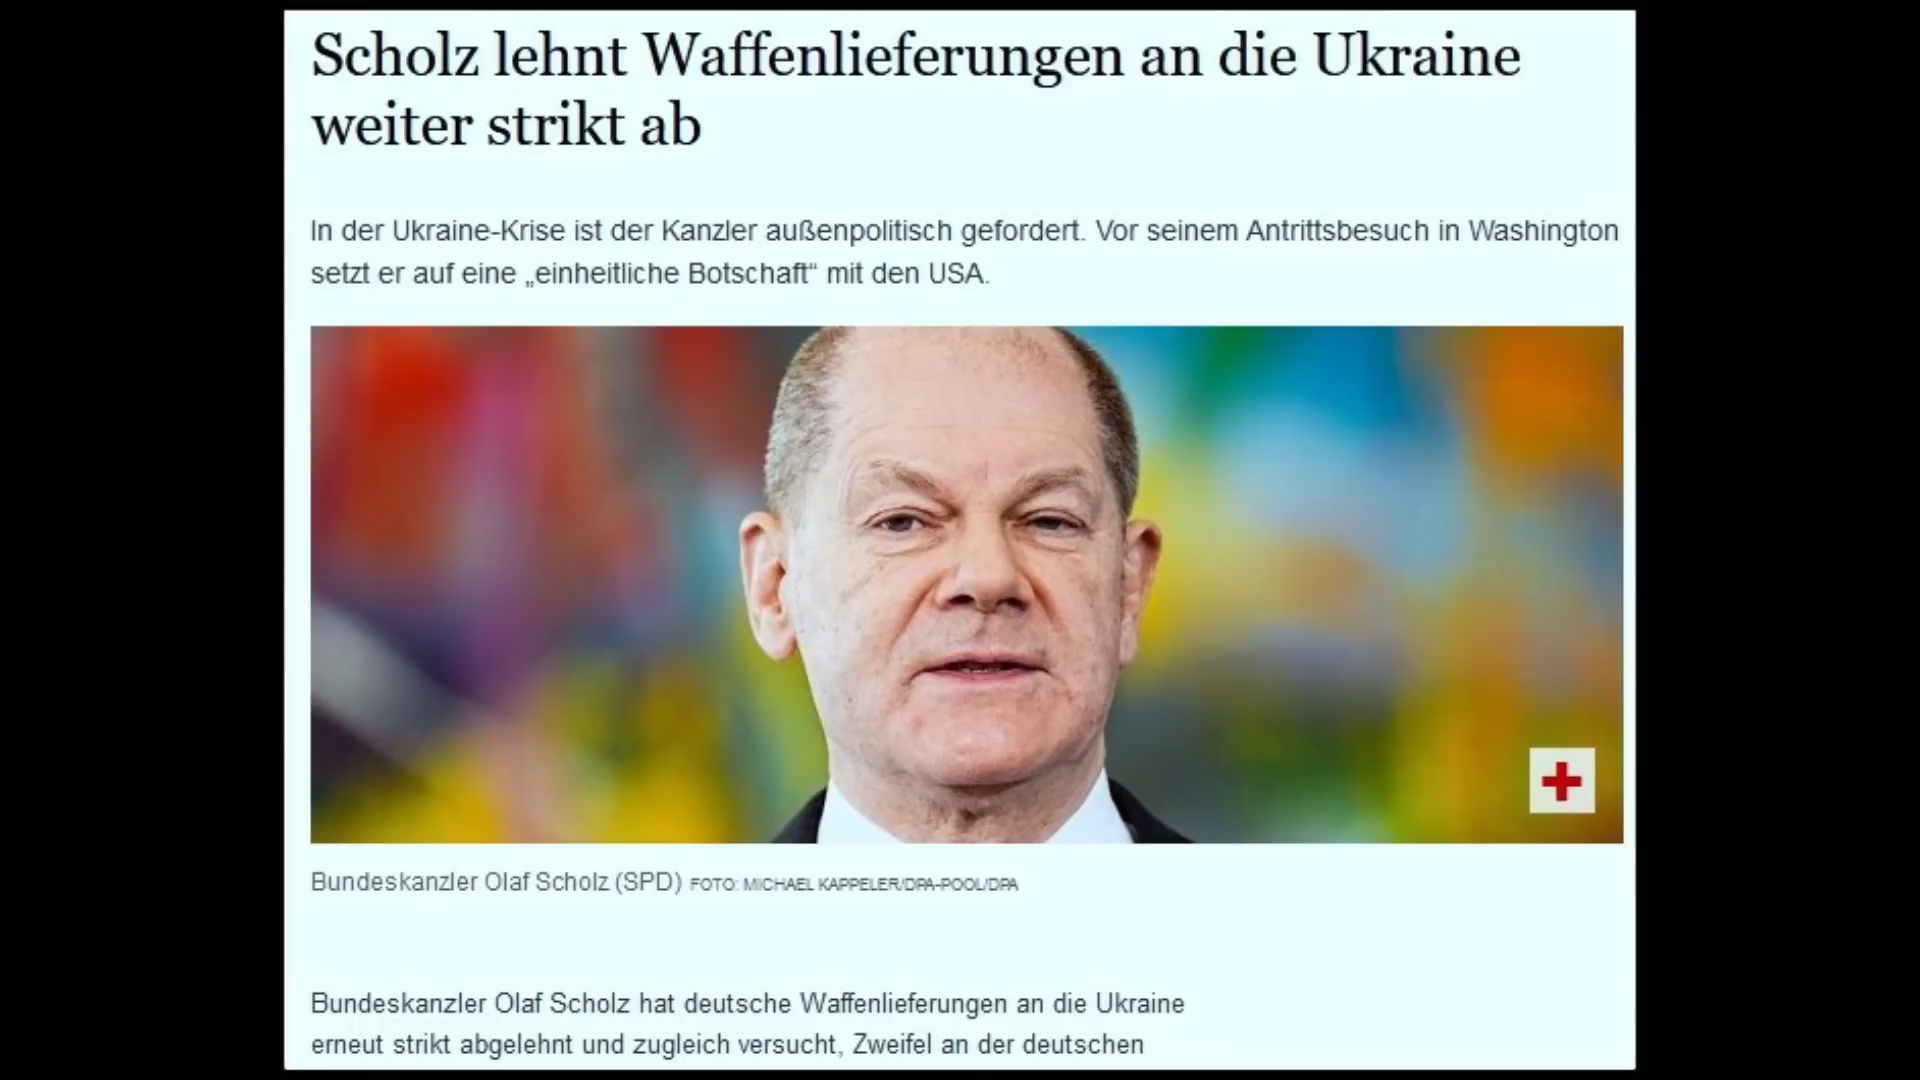 Scholz lehnt Waffenlieferungen an die Ukraine
weiter strikt ab
In der Ukraine-Krise ist der Kanzler außenpolitisch gefordert. Vor seinem Antrittsbesuch in Washington
setzt er auf eine „einheitliche Botschaft“ mit den USA.
Bundeskanzler Olaf Scholz (SPD) FOTO: MICHAEL KAPPELER/DPA-POOL/DPA
Bundeskanzler Olaf Scholz hat deutsche Waffenlieferungen an die Ukraine
erneut strikt abgelehnt und zugleich versucht, Zweifel an der deutschen